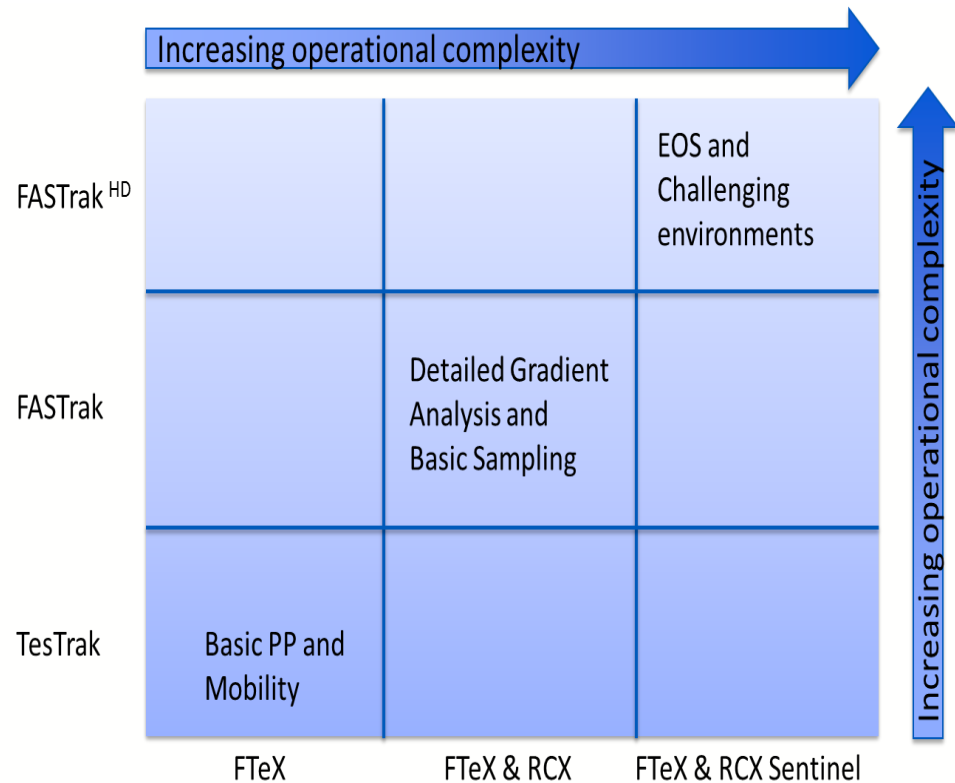 Increasing operational complexity
EOS and
Challenging
environments
FASTrak HD
Increasing operational complexity
Detailed Gradient
Analysis and
Basic Sampling
FASTrak
Basic PP and
Mobility
TesTrak
FTeX
FTeX & RCX
FTeX & RCX Sentinel